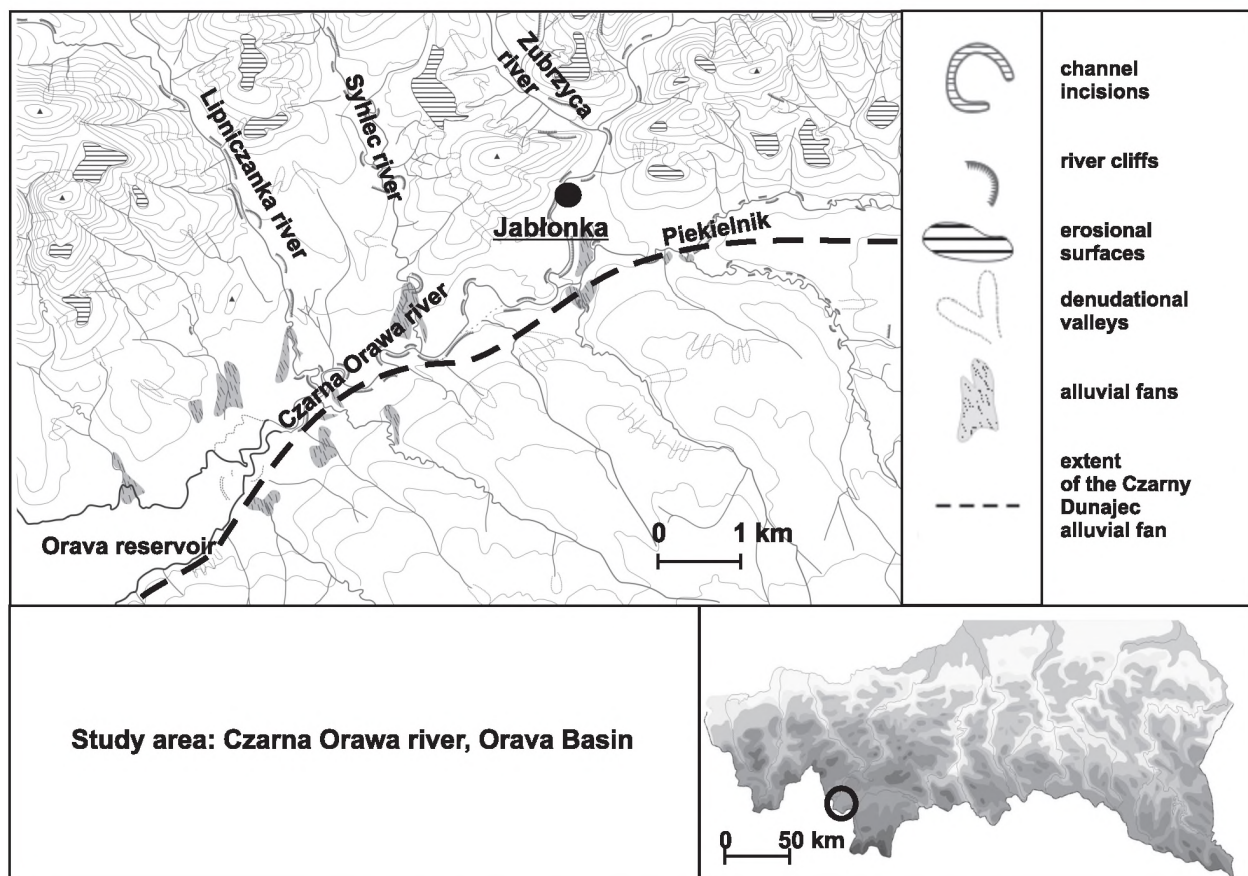 Lipniczanka river
Syhlec river
Zubrzyca
river
Jabłonka
Piekielnik
Czarna Orawa river
Orava reservoir
0 1 km
channel
incisions
river cliffs
erosional
surfaces
denudational
valleys
alluvial fans
extent
of the Czarny
Dunajec
alluvial fan
Study area: Czarna Orawa river, Orava Basin
0 50 km